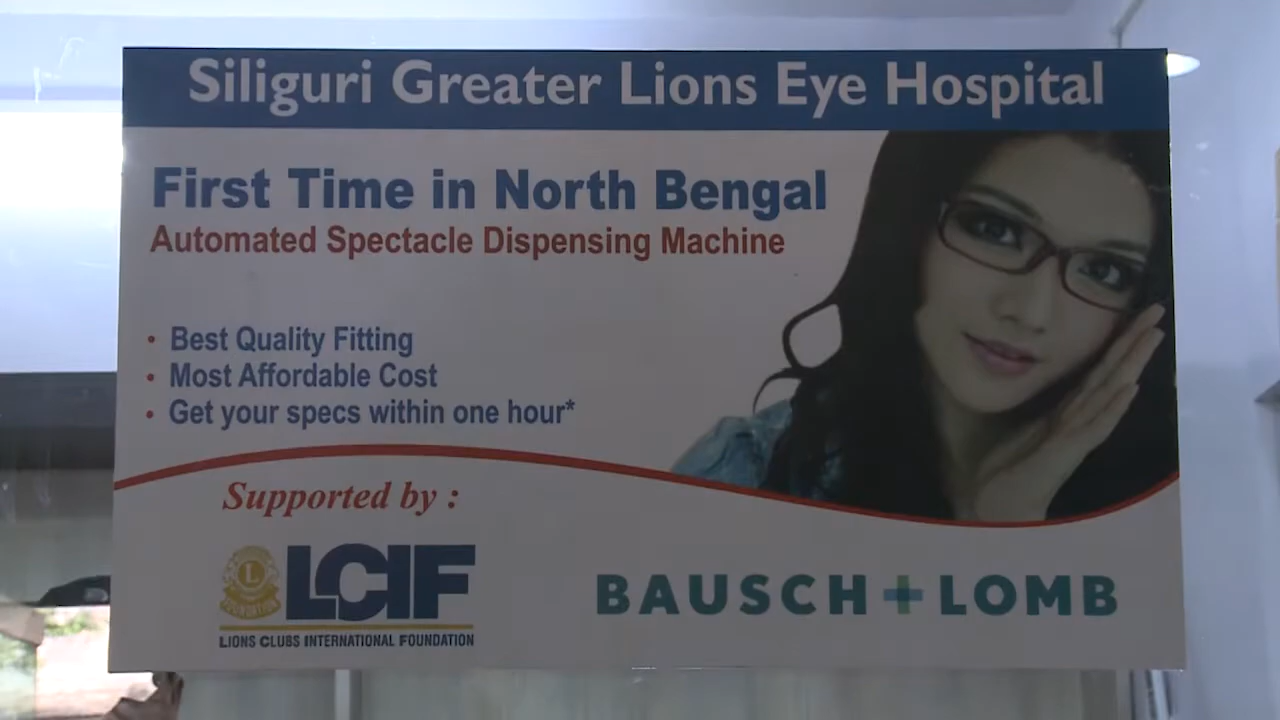 Siliguri Greater Lions Eye Hospital
First Time in North Bengal
Automated Spectacle Dispensing Machine
• Best Quality Fitting
• Most Affordable Cost
• Get your specs within one hour*
Supported by :
L
LCIF
LIONS CLUBS INTERNATIONAL FOUNDATION
BAUSCH + LOMB